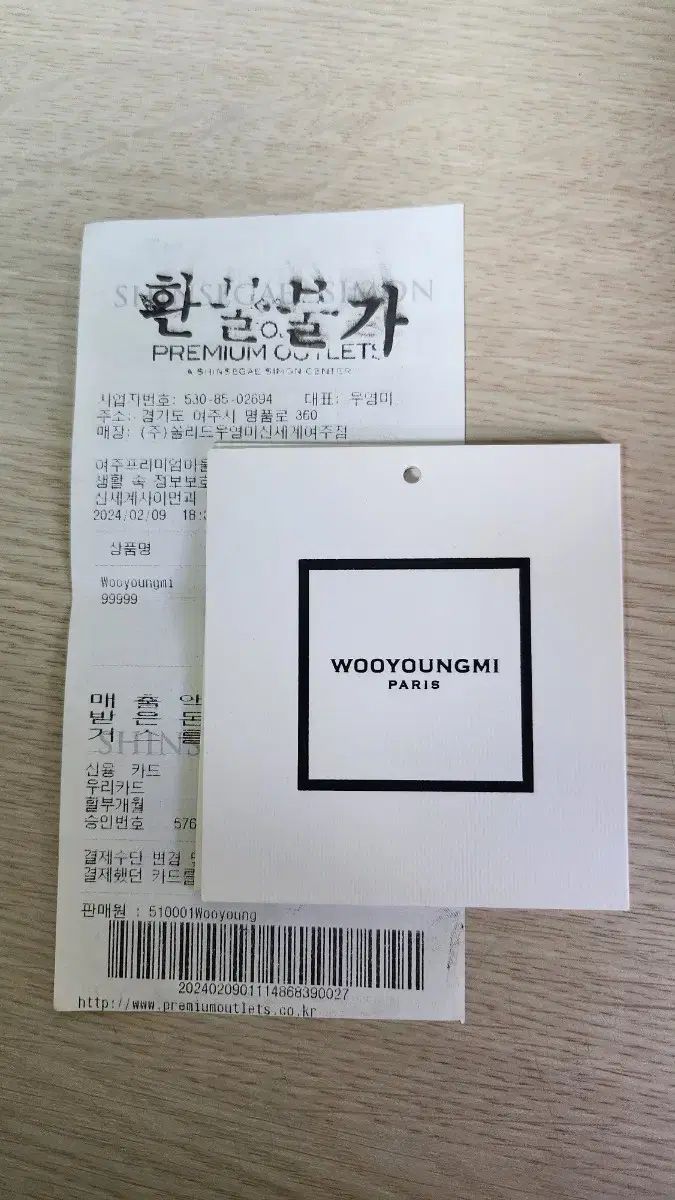 SHINSEGAE SIMON
환불불가
PREMIUM OUTLETS
A SHINSEGAE SIMON CENTER
사업자번호: 530-85-02694 대표: 우영미
주소: 경기도 여주시 명품로 360
매장: (주)쏠리드우영미신세계여주점
여주프리미엄아울
생활 속 정보보호
신세계사이먼과
2024/02/09 18:3
상품명
Wooyoungmi
99999
매 출 액
받 은 돈
거 스 름
SHINS
신용 카드
우리카드
할부개월
승인번호 576
결제수단 변경 및
결제했던 카드를
판매원 : 510001Wooyoung
2024020901114868390027
http://www.premiumoutlets.co.kr
WOOYOUNGMI
PARIS